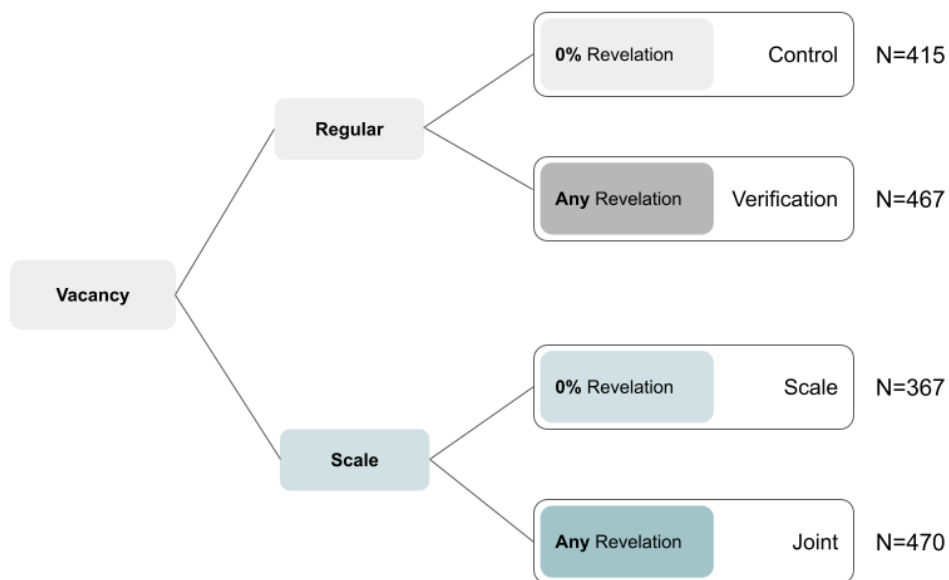 0% Revelation Control N=415
Regular
Any Revelation Verification N=467
Vacancy
0% Revelation Scale N=367
Scale
Any Revelation Joint N=470